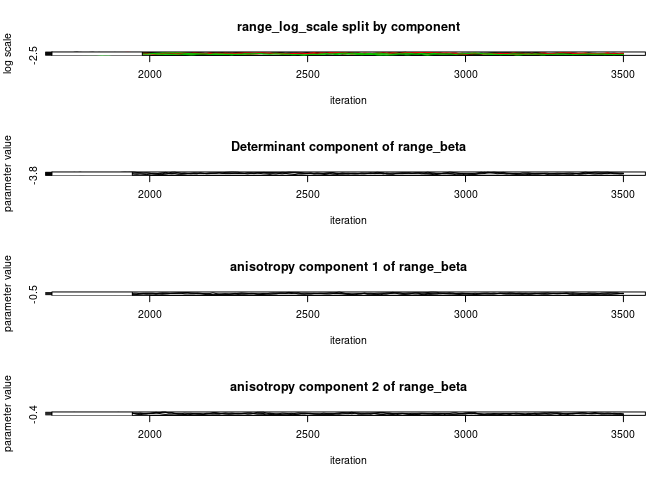 range_log_scale split by component
log scale
-2.5
2000 2500 3000 3500
iteration
Determinant component of range_beta
parameter value
-3.8
2000 2500 3000 3500
iteration
anisotropy component 1 of range_beta
parameter value
-0.5
2000 2500 3000 3500
iteration
anisotropy component 2 of range_beta
parameter value
-0.4
2000 2500 3000 3500
iteration